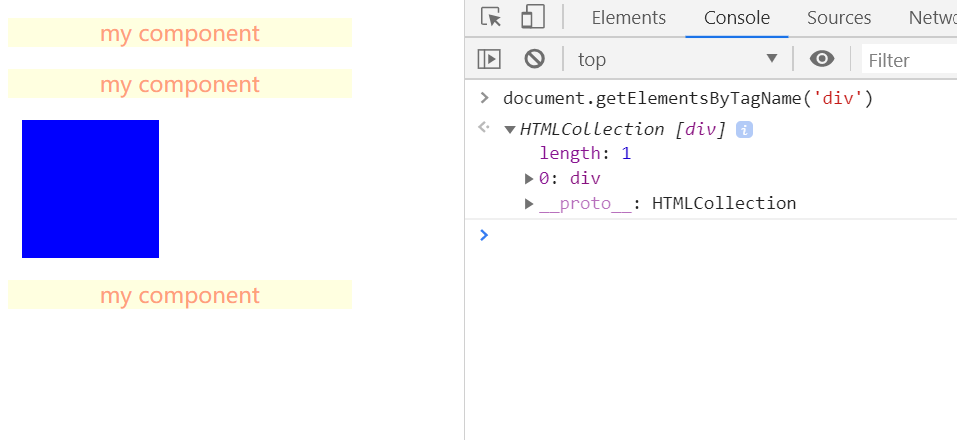 my component
my component
my component
Elements Console Sources
top Filter
document.getElementsByTagName('div')
HTMLCollection [div] i
length: 1
0: div
__proto__: HTMLCollection